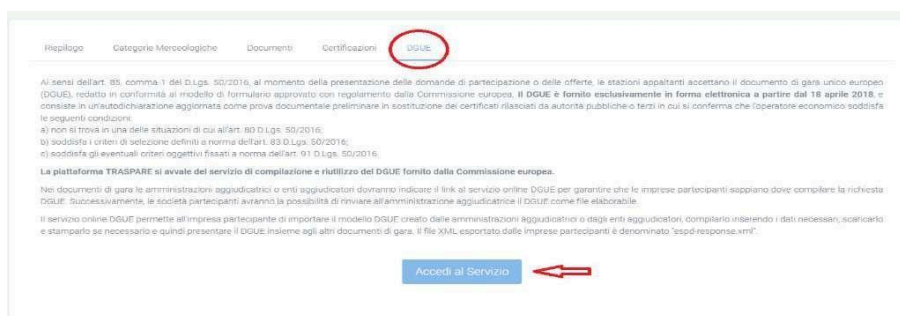 Riepilogo Categorie Merceologiche Documenti Certificazioni DGUE
Ai sensi dell'art. 85, comma 1 del D.Lgs. 50/2016, al momento della presentazione delle domande di partecipazione o delle offerte, le stazioni appaltanti accettano il documento di gara unico europeo
(DGUE), redatto in conformità al modello di formulario approvato con regolamento dalla Commissione europea. Il DGUE è fornito esclusivamente in forma elettronica a partire dal 18 aprile 2018, e
consiste in un'autodichiarazione aggiornata come prova documentale preliminare in sostituzione dei certificati rilasciati da autorità pubbliche o terzi in cui si conferma che l'operatore economico soddisfa
le seguenti condizioni:
a) non si trova in una delle situazioni di cui all'art. 80 D.Lgs. 50/2016;
b) soddisfa i criteri di selezione definiti a norma dell'art. 83 D.Lgs. 50/2016;
c) soddisfa gli eventuali criteri oggettivi fissati a norma dell'art. 91 D.Lgs. 50/2016.
La piattaforma TRASPARE si avvale del servizio di compilazione e riutilizzo del DGUE fornito dalla Commissione europea.
Nei documenti di gara le amministrazioni aggiudicatrici o enti aggiudicatori dovranno indicare il link al servizio online DGUE per garantire che le imprese partecipanti sappiano dove compilare la richiesta
DGUE. Successivamente, le società partecipanti avranno la possibilità di rinviare all'amministrazione aggiudicatrice il DGUE come file elaborabile.
Il servizio online DGUE permette all'impresa partecipante di importare il modello DGUE creato dalle amministrazioni aggiudicatrici o dagli enti aggiudicatori, compilarlo inserendo i dati necessari, scaricarlo
e stamparlo se necessario e quindi presentare il DGUE insieme agli altri documenti di gara. Il file XML esportato dalle imprese partecipanti è denominato "espd-response.xml".
Accedi al Servizio